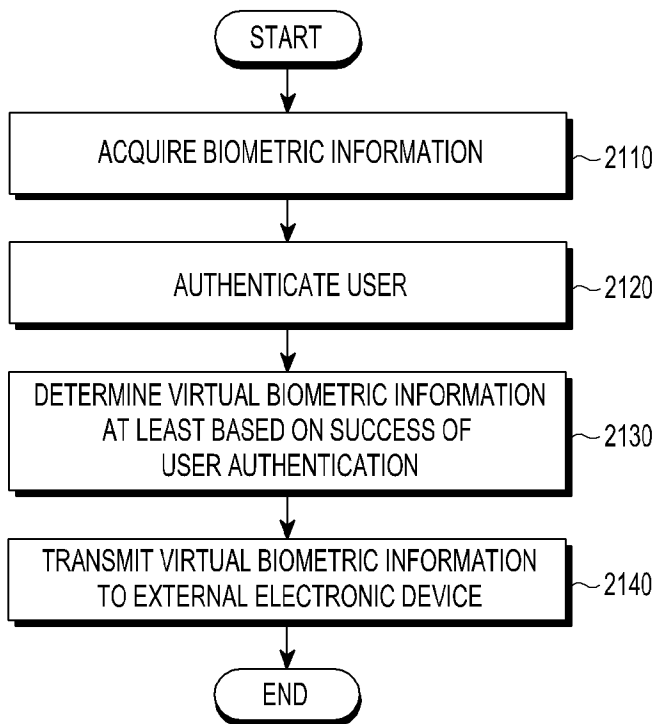 START
ACQUIRE BIOMETRIC INFORMATION
2110
AUTHENTICATE USER
2120
DETERMINE VIRTUAL BIOMETRIC INFORMATION
AT LEAST BASED ON SUCCESS OF
USER AUTHENTICATION
2130
TRANSMIT VIRTUAL BIOMETRIC INFORMATION
TO EXTERNAL ELECTRONIC DEVICE
2140
END